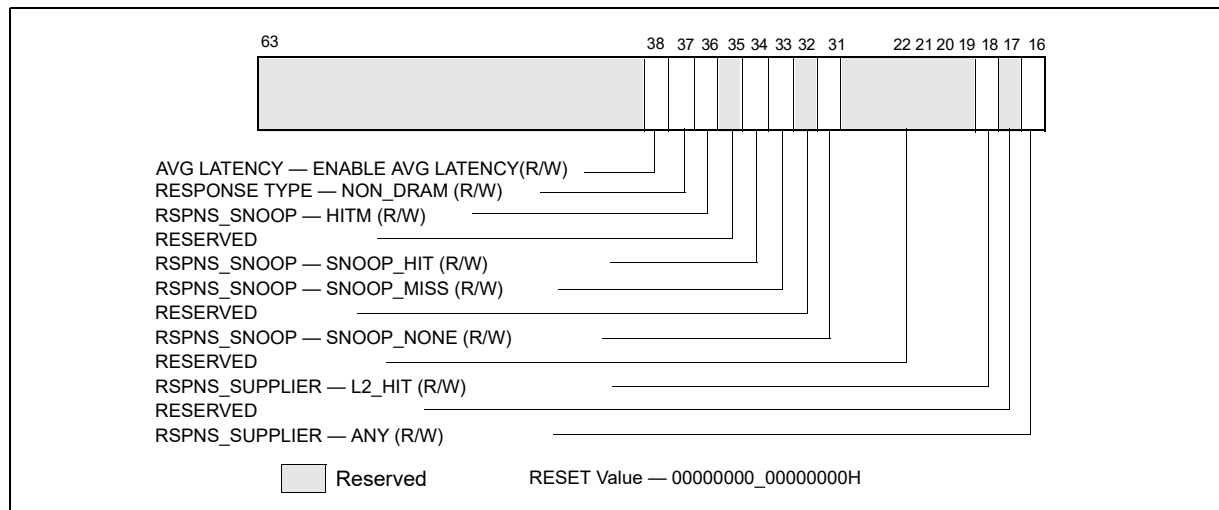 63 38 37 36 35 34 33 32 31 22 21 20 19 18 17 16
AVG LATENCY — ENABLE AVG LATENCY(R/W)
RESPONSE TYPE — NON_DRAM (R/W)
RSPNS_SNOOP — HITM (R/W)
RESERVED
RSPNS_SNOOP — SNOOP_HIT (R/W)
RSPNS_SNOOP — SNOOP_MISS (R/W)
RESERVED
RSPNS_SNOOP — SNOOP_NONE (R/W)
RESERVED
RSPNS_SUPPLIER — L2_HIT (R/W)
RESERVED
RSPNS_SUPPLIER — ANY (R/W)
Reserved RESET Value — 00000000_00000000H